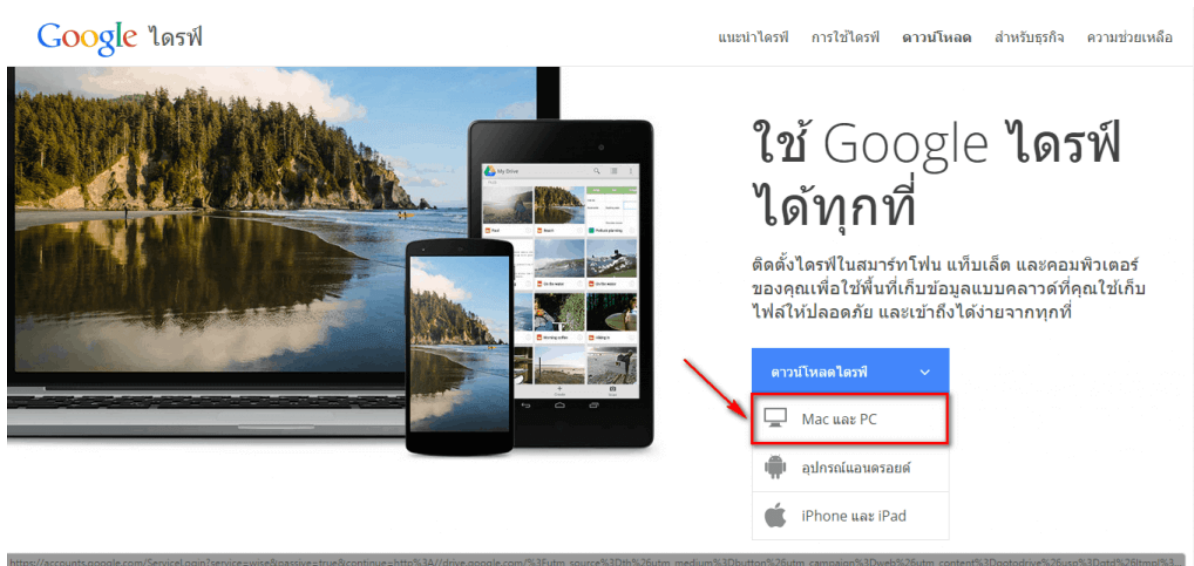 Google ไดรฟ์
แนะนำไดรฟ์ การใช้ไดรฟ์ ดาวน์โหลด สำหรับธุรกิจ ความช่วยเหลือ
ใช้ Google ไดรฟ์
ได้ทุกที่
ติดตั้งไดรฟ์ในสมาร์ทโฟน แท็บเล็ต และคอมพิวเตอร์
ของคุณเพื่อใช้พื้นที่เก็บข้อมูลแบบคลาวด์ที่คุณใช้เก็บ
ไฟล์ให้ปลอดภัย และเข้าถึงได้ง่ายจากทุกที่
My Drive
ดาวน์โหลดไดรฟ์
Mac และ PC
อุปกรณ์แอนดรอยด์
iPhone และ iPad